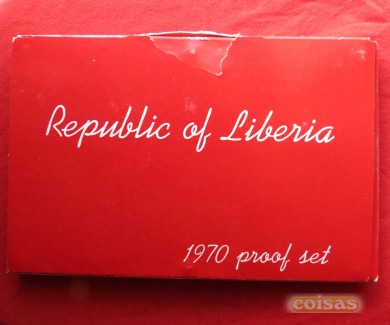 Republic of Liberia
1970 proof set
coisas